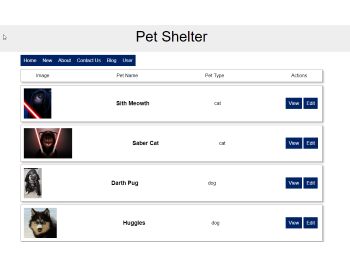 Pet Shelter
Home New About Contact Us Blog User
Image Pet Name Pet Type Actions
Sith Meowth cat View Edit
Saber Cat cat View Edit
Darth Pug dog View Edit
Huggles dog View Edit